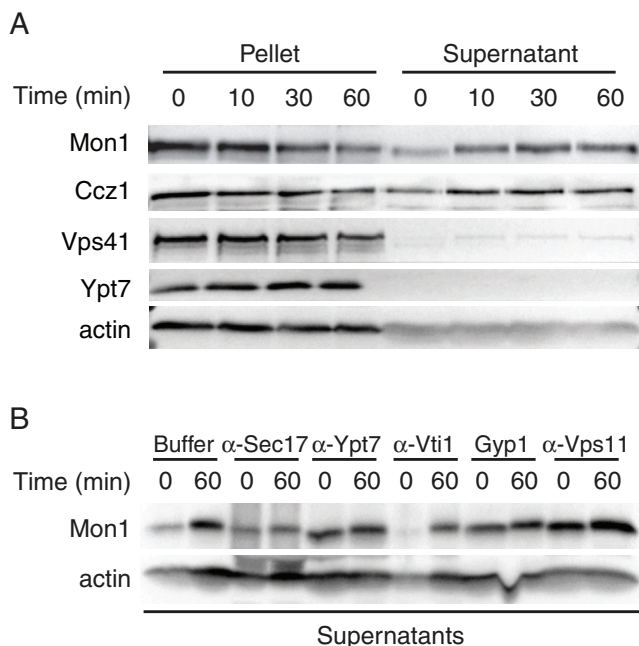 A
Pellet Supernatant
Time (min) 0 10 30 60 0 10 30 60
Mon1
Ccz1
Vps41
Ypt7
actin
B
Buffer α-Sec17 α-Ypt7 α-Vti1 Gyp1 α-Vps11
Time (min) 0 60 0 60 0 60 0 60 0 60 0 60
Mon1
actin
Supernatants